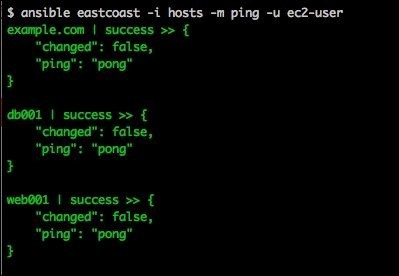 $ ansible eastcoast -i hosts -m ping -u ec2-user
example.com | success >> {
    "changed": false,
    "ping": "pong"
}

db001 | success >> {
    "changed": false,
    "ping": "pong"
}

web001 | success >> {
    "changed": false,
    "ping": "pong"
}